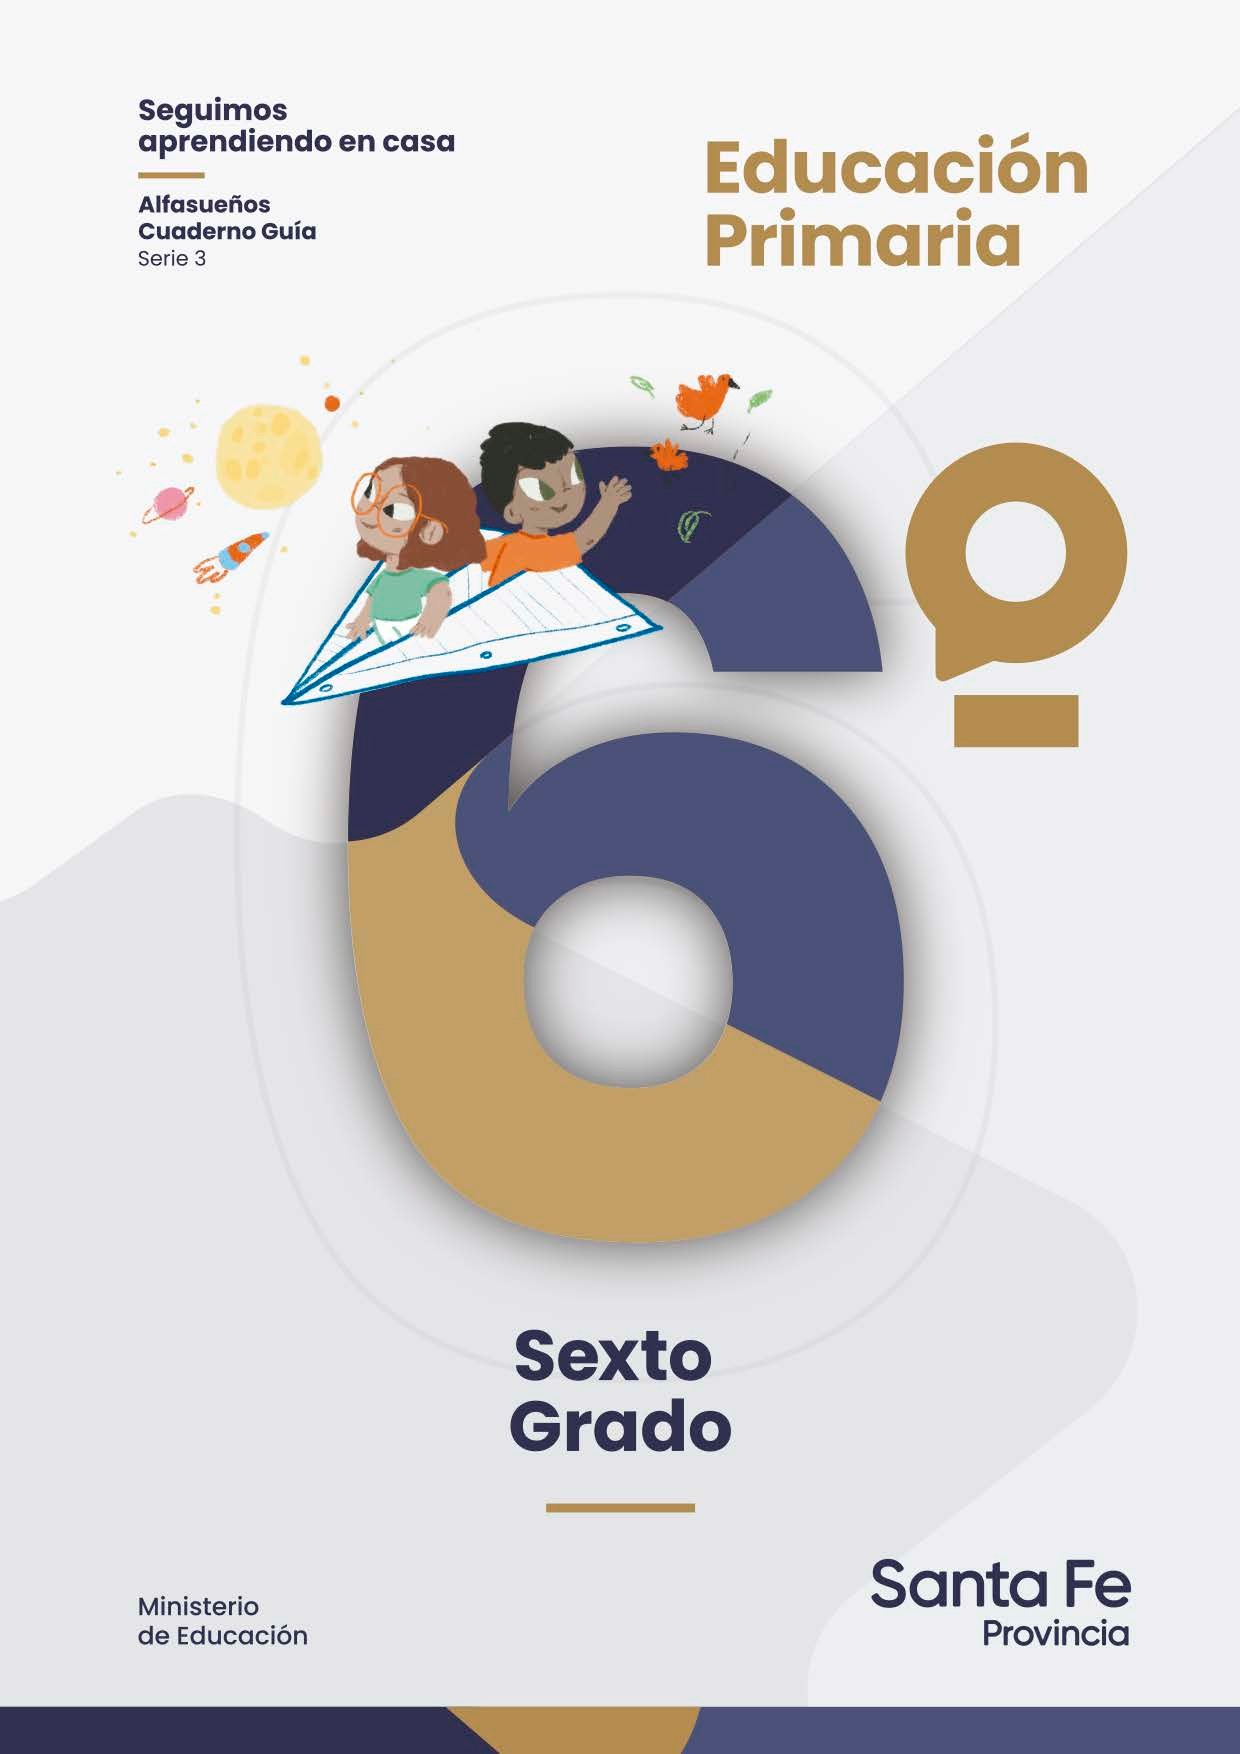 Seguimos
aprendiendo en casa
Alfasueños
Cuaderno Guía
Serie 3
Educación
Primaria
6º
Sexto
Grado
Ministerio
de Educación
Santa Fe
Provincia